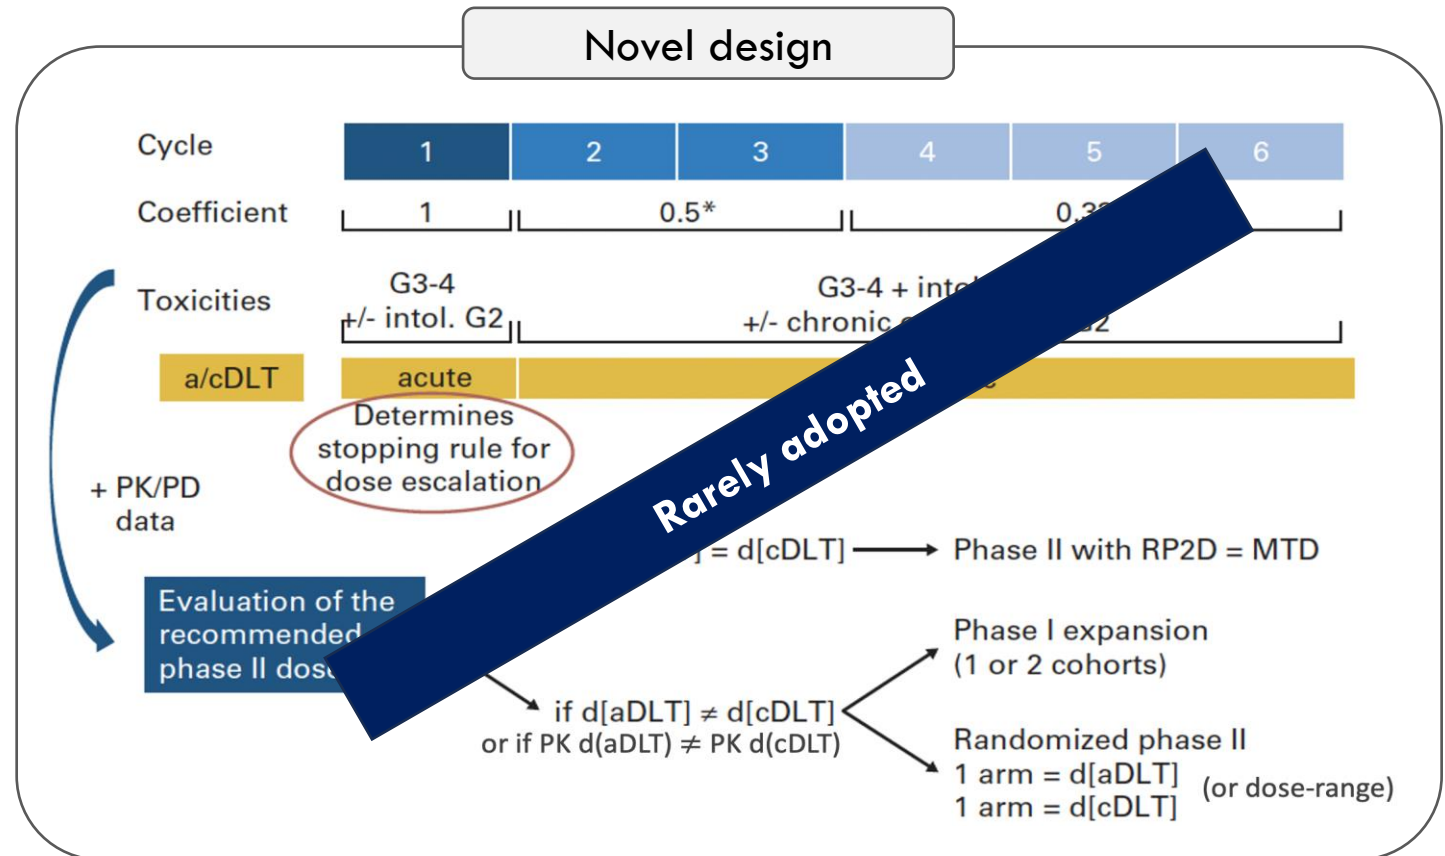 Novel design
Cycle 1 2 3 4 5 6
Coefficient 1 0.5*
Toxicities
G3-4
+/- intol. G2
G3-4 +
+/- chronic
a/cDLT acute
Determines
stopping rule for
dose escalation
+ PK/PD
data
Rarely adopted
= d[cDLT]
Phase II with RP2D = MTD
Evaluation of the
recommended
phase II
Phase I expansion
(1 or 2 cohorts)
if d[aDLT] ≠ d[cDLT]
or if PK d(aDLT) ≠ PK d(cDLT)
Randomized phase II
1 arm = d[aDLT]
1 arm = d[cDLT]
(or dose-range)